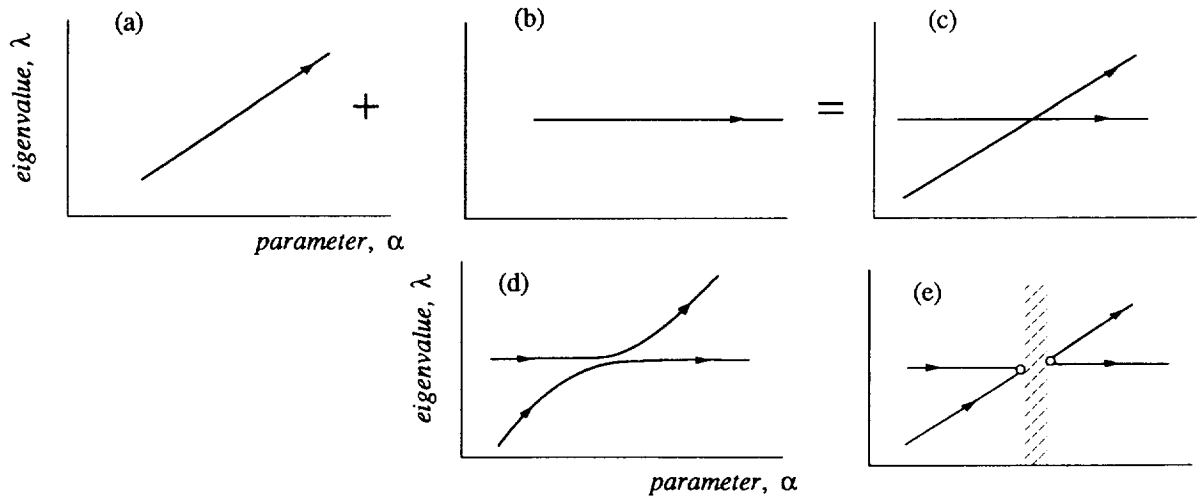 (a)
eigenvalue, λ
+
(b)
=
(c)
parameter, α
(d)
eigenvalue, λ
(e)
parameter, α